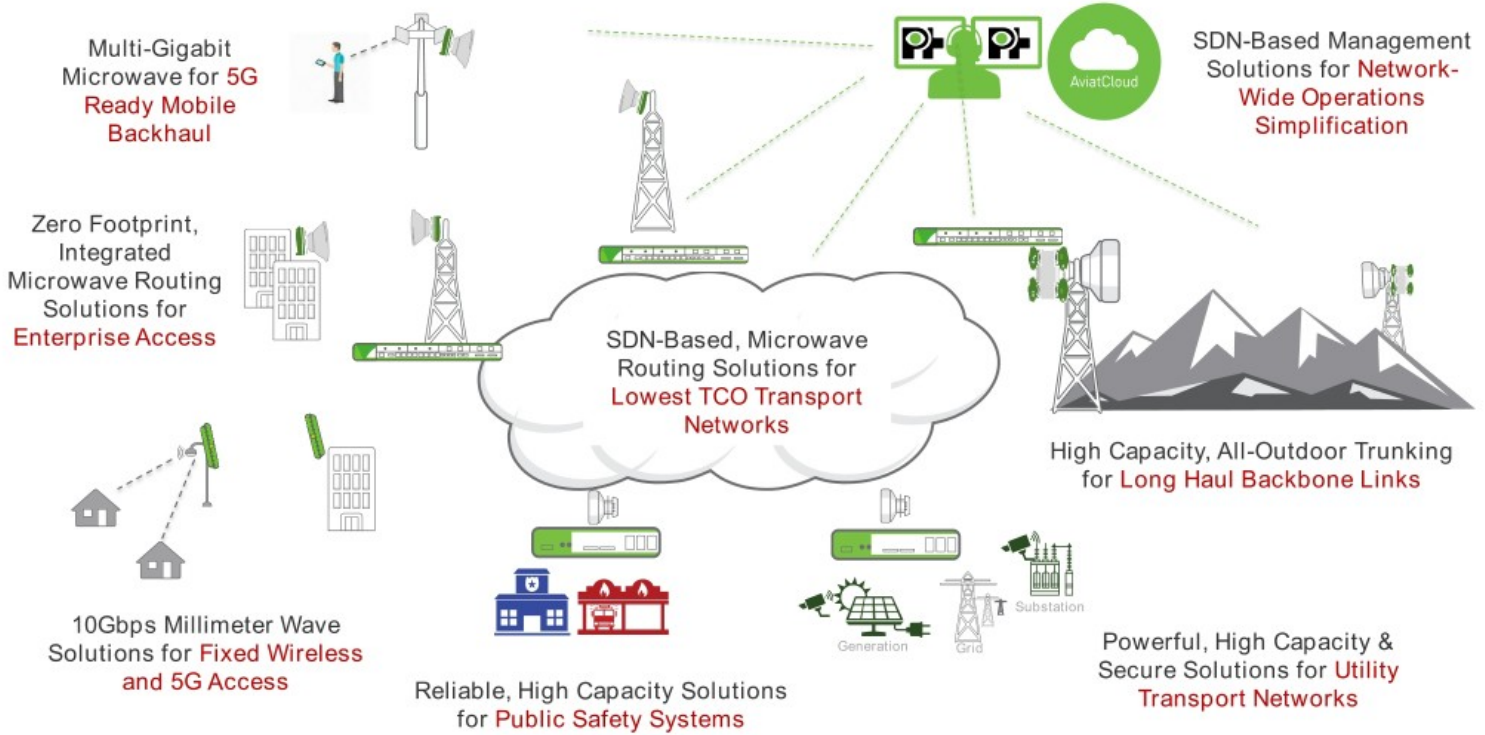 Multi-Gigabit
Microwave for 5G
Ready Mobile
Backhaul
AviatCloud
SDN-Based Management
Solutions for Network-
Wide Operations
Simplification
Zero Footprint,
Integrated
Microwave Routing
Solutions for
Enterprise Access
SDN-Based, Microwave
Routing Solutions for
Lowest TCO Transport
Networks
High Capacity, All-Outdoor Trunking
for Long Haul Backbone Links
10Gbps Millimeter Wave
Solutions for Fixed Wireless
and 5G Access
Reliable, High Capacity Solutions
for Public Safety Systems
Generation
Grid
Substation
Powerful, High Capacity &
Secure Solutions for Utility
Transport Networks